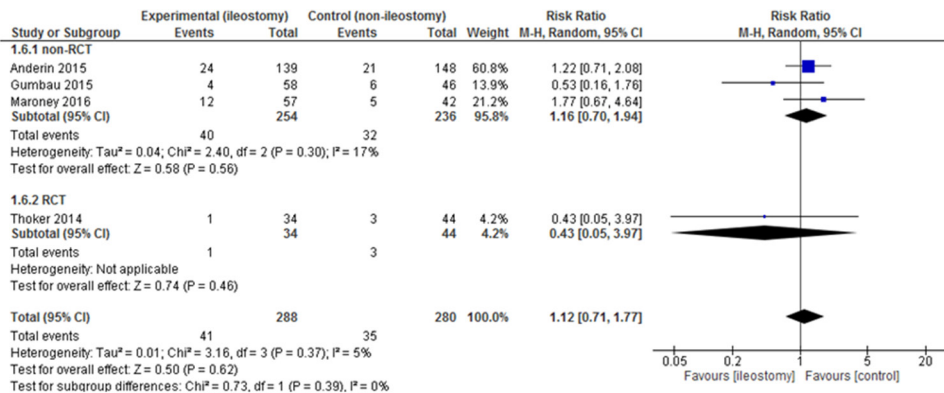 Experimental (ileostomy) Control (non-ileostomy) Risk Ratio Risk Ratio
Study or Subgroup Events Total Events Total Weight M-H, Random, 95% CI M-H, Random, 95% CI
1.6.1 non-RCT
Anderin 2015 24 139 21 148 60.8% 1.22 [0.71, 2.08]
Gumbau 2015 4 58 6 46 13.9% 0.53 [0.16, 1.76]
Maroney 2016 12 57 5 42 21.2% 1.77 [0.67, 4.64]
Subtotal (95% CI) 254 236 95.8% 1.16 [0.70, 1.94]
Total events 40 32
Heterogeneity: Tau² = 0.04; Chi² = 2.40, df = 2 (P = 0.30); I² = 17%
Test for overall effect: Z = 0.58 (P = 0.56)
1.6.2 RCT
Thoker 2014 1 34 3 44 4.2% 0.43 [0.05, 3.97]
Subtotal (95% CI) 34 44 4.2% 0.43 [0.05, 3.97]
Total events 1 3
Heterogeneity: Not applicable
Test for overall effect: Z = 0.74 (P = 0.46)
Total (95% CI) 288 280 100.0% 1.12 [0.71, 1.77]
Total events 41 35
Heterogeneity: Tau² = 0.01; Chi² = 3.16, df = 3 (P = 0.37); I² = 5%
Test for overall effect: Z = 0.50 (P = 0.62)
Test for subgroup differences: Chi² = 0.73, df = 1 (P = 0.39), I² = 0%
0.05 0.2 1 5 20
Favours [ileostomy] Favours [control]